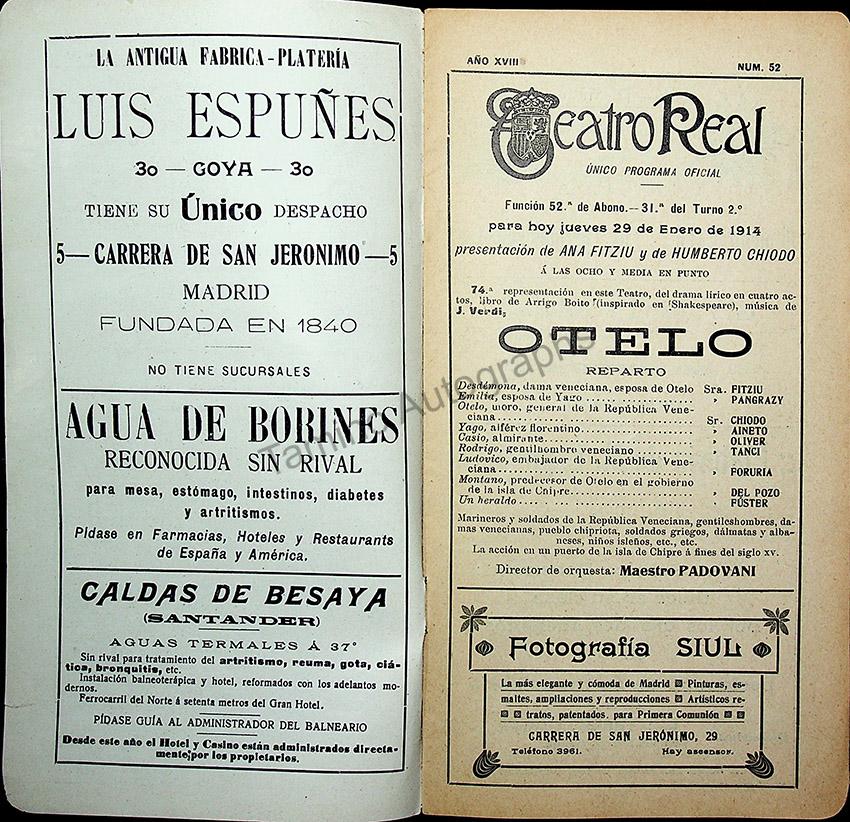 LA ANTIGUA FABRICA-PLATERÍA
LUIS ESPUÑES
30 — GOYA — 30
TIENE SU Único DESPACHO
5— CARRERA DE SAN JERONIMO —5
MADRID
FUNDADA EN 1840
NO TIENE SUCURSALES
AGUA DE BORINES
RECONOCIDA SIN RIVAL
para mesa, estómago, intestinos, diabetes
y artritismos.
Pídase en Farmacias, Hoteles y Restaurants
de España y América.
CALDAS DE BESAYA
(SANTANDER)
AGUAS TERMALES Á 37°
Sin rival para tratamiento del artritismo, reuma, gota, ciá-
tica, bronquitis, etc.
Instalación balneoterápica y hotel, reformados con los adelantos mo-
dernos.
Ferrocarril del Norte á setenta metros del Gran Hotel.
PÍDASE GUÍA AL ADMINISTRADOR DEL BALNEARIO
Desde este año el Hotel y Casino están administrados directa-
mente por los propietarios.
AÑO XVIII NUM. 52
Teatro Real
ÚNICO PROGRAMA OFICIAL
Función 52.ª de Abono.—31.ª del Turno 2.º
para hoy jueves 29 de Enero de 1914
presentación de ANA FITZIU y de HUMBERTO CHIODO
Á LAS OCHO Y MEDIA EN PUNTO
74.ª representación en este Teatro, del drama lírico en cuatro ac-
tos, libro de Arrigo Boito (inspirado en Shakespeare), música de
J. Verdi;
OTELO
REPARTO
Desdémona, dama veneciana, esposa de Otelo Sra. FITZIU
Emilia, esposa de Yago » PANGRAZY
Otelo, moro, general de la República Vene-
ciana Sr. CHIODO
Yago, alférez florentino » AINETO
Casio, almirante » OLIVER
Rodrigo, gentilhombre veneciano » TANCI
Ludovico, embajador de la República Vene-
ciana » FORURIA
Montano, predecesor de Otelo en el gobierno
de la isla de Chipre » DEL POZO
Un heraldo » FÚSTER
Marineros y soldados de la República Veneciana, gentileshombres, da-
mas venecianas, pueblo chipriota, soldados griegos, dálmatas y alba-
neses, niños isleños, etc., etc.
La acción en un puerto de la isla de Chipre á fines del siglo XV.
Director de orquesta: Maestro PADOVANI
Fotografía SIUL
La más elegante y cómoda de Madrid Pinturas, es-
maltes, ampliaciones y reproducciones Artísticos re-
tratos, patentados, para Primera Comunión
CARRERA DE SAN JERÓNIMO, 29
Teléfono 3961. Hay ascensor.
Tamino Autographs